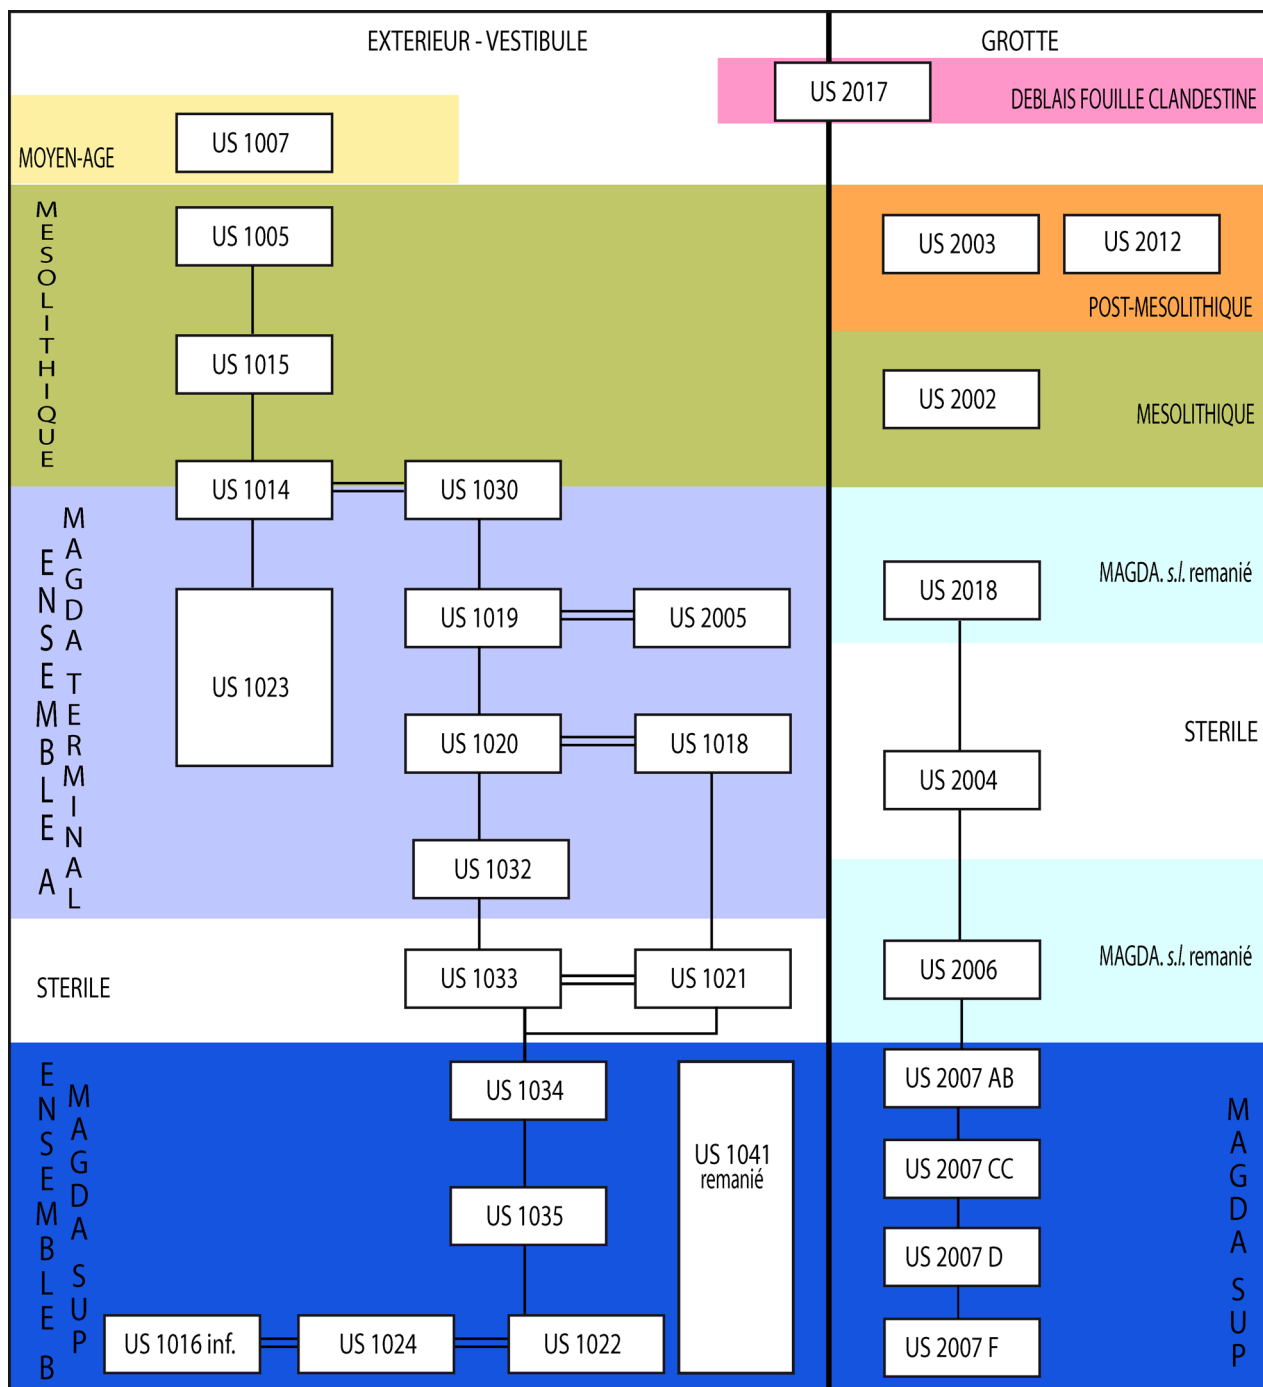 EXTERIEUR - VESTIBULE
GROTTE
US 2017
DEBLAIS FOUILLE CLANDESTINE
US 1007
MOYEN-AGE
MESOLITHIQUE
US 1005
US 2003
US 2012
POST-MESOLITHIQUE
US 1015
US 2002
MESOLITHIQUE
US 1014
US 1030
ENSEMBLE A
MAGDA TERMINAL
MAGDA. s.l. remanié
US 2018
US 1019
US 2005
US 1023
US 1020
US 1018
STÉRILE
US 2004
US 1032
US 1033
US 1021
STÉRILE
US 2006
MAGDA. s.l. remanié
ENSEMBLE B
MAGDA SUP
US 1034
US 1041
remanié
US 1035
US 1016 inf.
US 1024
US 1022
US 2007 AB
US 2007 CC
US 2007 D
US 2007 F
MAGDA SUP